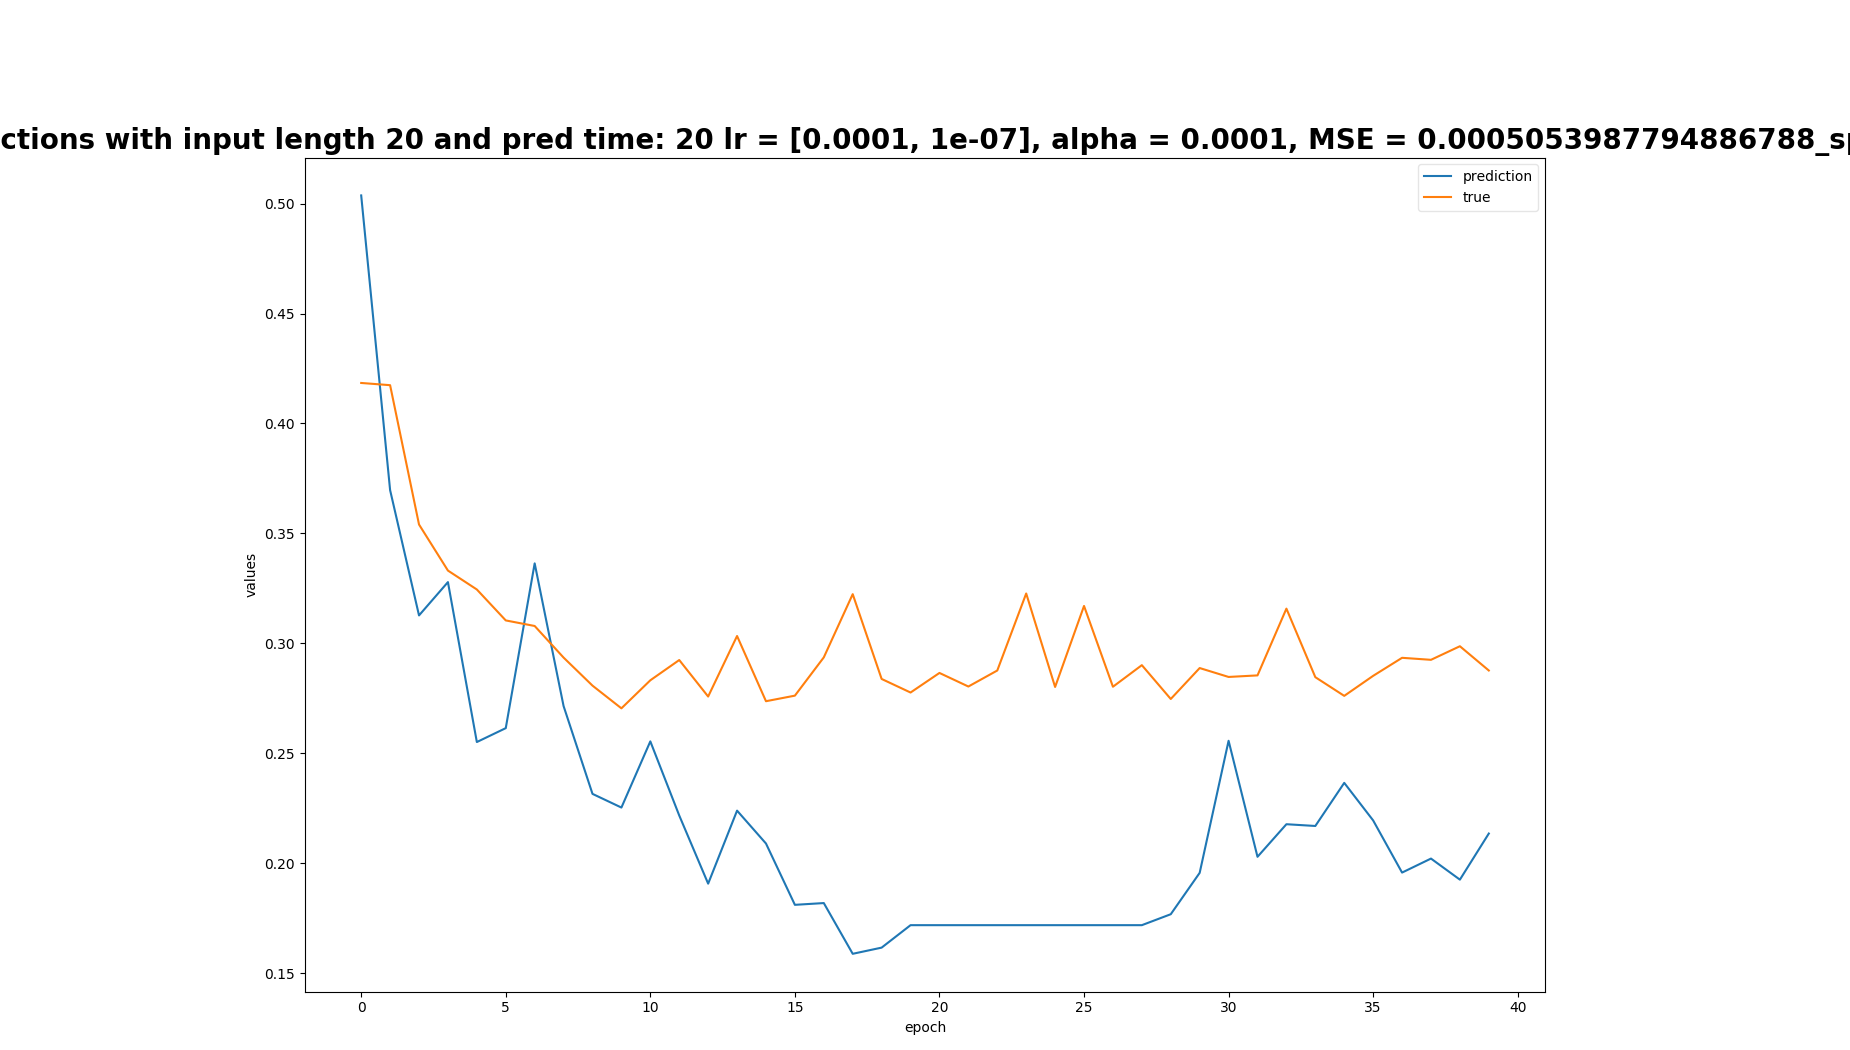 ctions with input length 20 and pred time: 20 lr = [0.0001, 1e-07], alpha = 0.0001, MSE = 0.0005053987794886788_sp
prediction
true
0.50
0.45
0.40
0.35
0.30
0.25
0.20
0.15
values
0 5 10 15 20 25 30 35 40
epoch